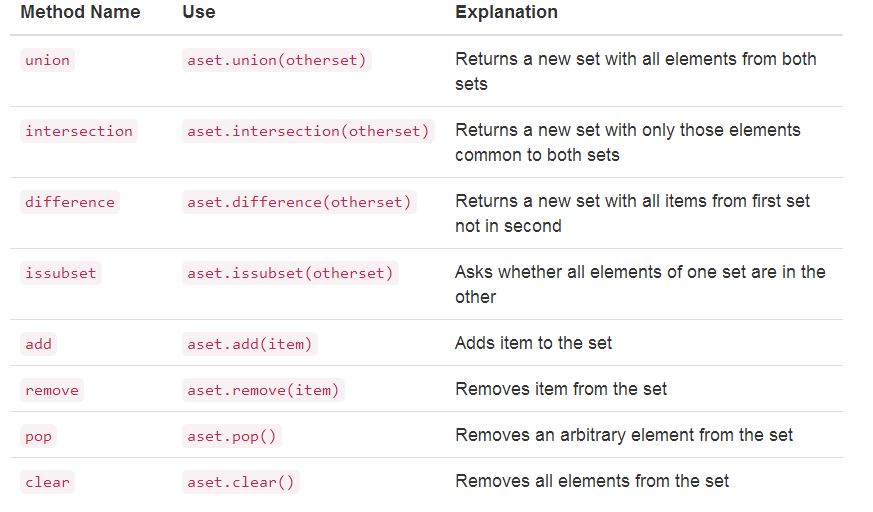 Method Name Use Explanation
union aset.union(otherset) Returns a new set with all elements from both
sets
intersection aset.intersection(otherset) Returns a new set with only those elements
common to both sets
difference aset.difference(otherset) Returns a new set with all items from first set
not in second
issubset aset.issubset(otherset) Asks whether all elements of one set are in the
other
add aset.add(item) Adds item to the set
remove aset.remove(item) Removes item from the set
pop aset.pop() Removes an arbitrary element from the set
clear aset.clear() Removes all elements from the set